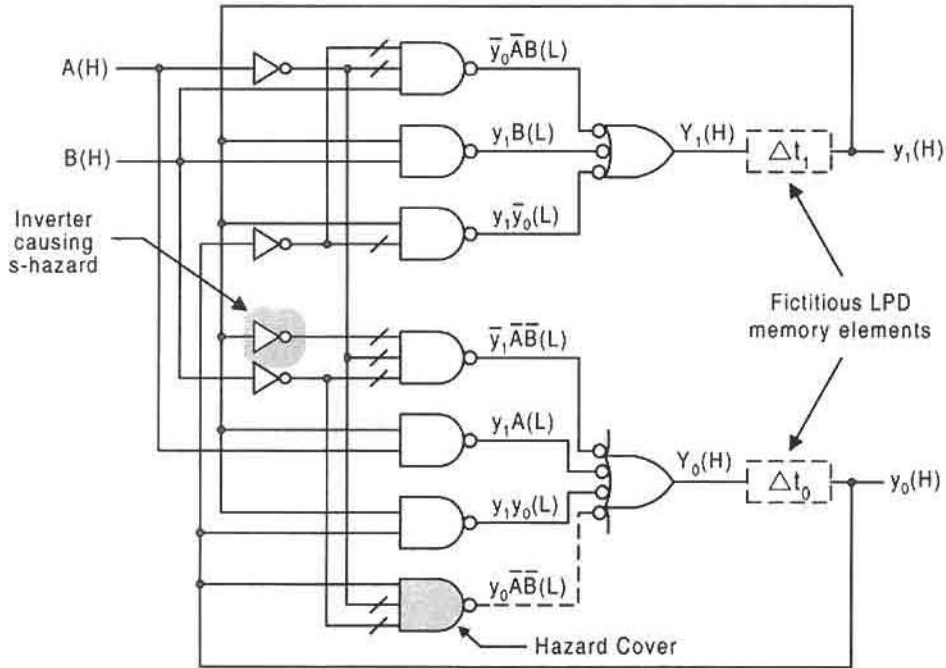 A(H)
B(H)
Inverter
causing
s-hazard
y̅₀A̅B(L)
y₁B(L)
y₁y̅₀(L)
y̅₁A̅B̅(L)
y₁A(L)
y₁y₀(L)
y₀A̅B̅(L)
Hazard Cover
Y₁(H)
Δt₁
y₁(H)
Fictitious LPD
memory elements
Y₀(H)
Δt₀
y₀(H)